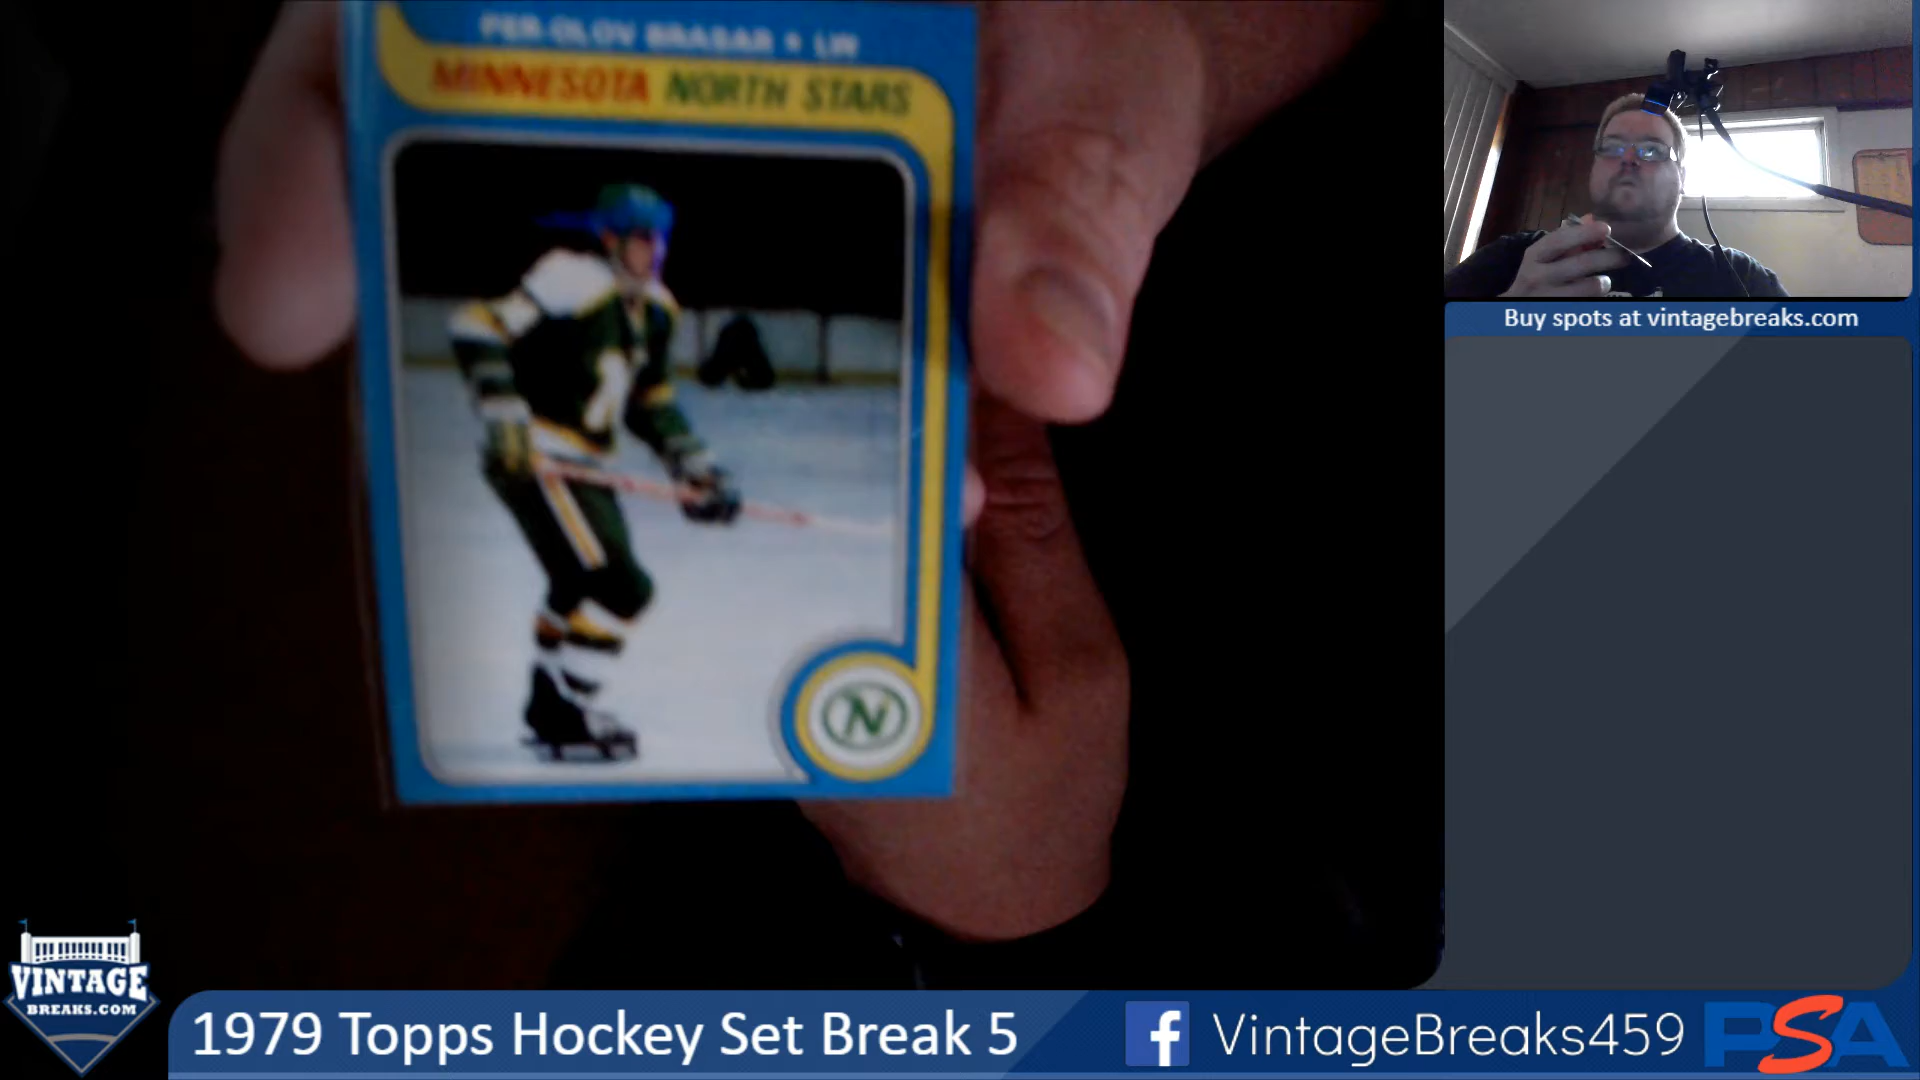 PER-OLOV BRASAR • LW
MINNESOTA NORTH STARS
N
Buy spots at vintagebreaks.com
VINTAGE
BREAKS.COM
1979 Topps Hockey Set Break 5
f VintageBreaks459
PSA